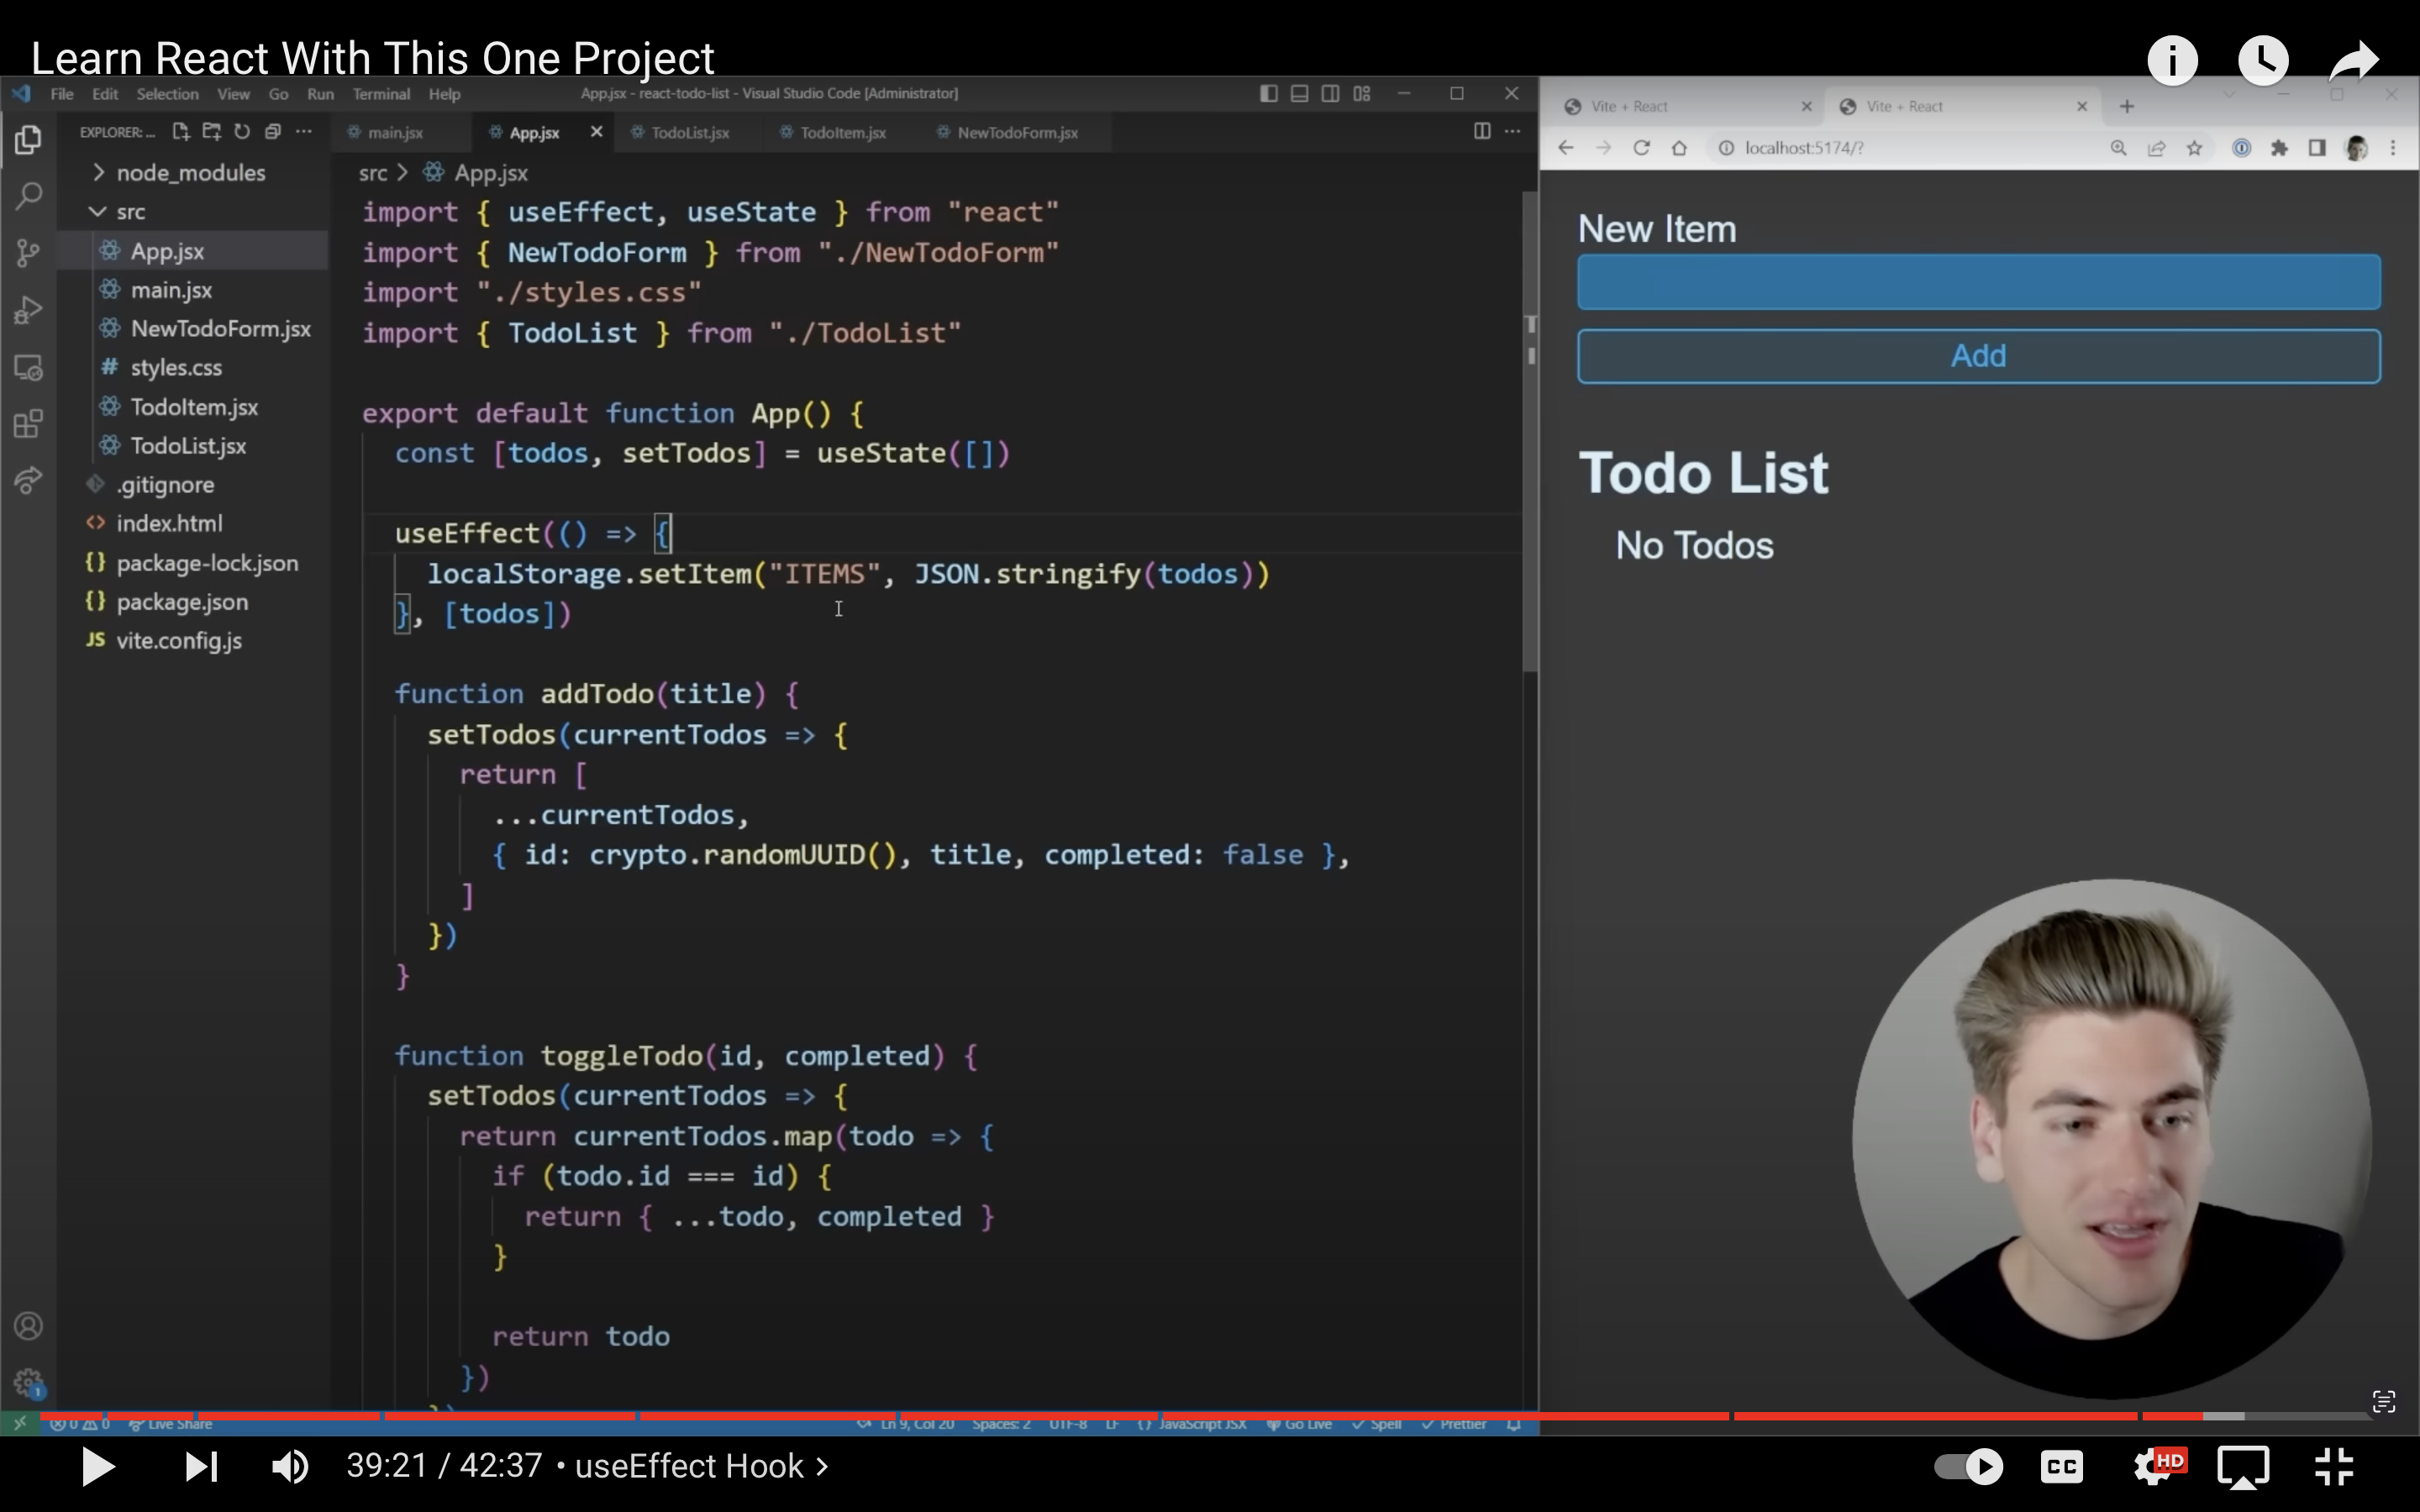 Learn React With This One Project
File Edit Selection View Go Run Terminal Help
App.jsx - react-todo-list - Visual Studio Code [Administrator]
Vite + React
Vite + React
EXPLORER: ...
main.jsx
App.jsx
TodoList.jsx
TodoItem.jsx
NewTodoForm.jsx
localhost:5174/?
node_modules
src
App.jsx
main.jsx
NewTodoForm.jsx
# styles.css
TodoItem.jsx
TodoList.jsx
.gitignore
<> index.html
{} package-lock.json
{} package.json
JS vite.config.js
1
src > App.jsx
import { useEffect, useState } from "react"
import { NewTodoForm } from "./NewTodoForm"
import "./styles.css"
import { TodoList } from "./TodoList"
export default function App() {
const [todos, setTodos] = useState([])
useEffect(() => {
localStorage.setItem("ITEMS", JSON.stringify(todos))
}, [todos])
function addTodo(title) {
setTodos(currentTodos => {
return [
...currentTodos,
{ id: crypto.randomUUID(), title, completed: false },
]
})
}
function toggleTodo(id, completed) {
setTodos(currentTodos => {
return currentTodos.map(todo => {
if (todo.id === id) {
return { ...todo, completed }
}
return todo
})
New Item
Add
Todo List
No Todos
0 0 Live Share
Ln 9, Col 20 Spaces: 2 UTF-8 LF {} JavaScript JSX Go Live Spell Prettier
39:21 / 42:37 • useEffect Hook >
CC
HD